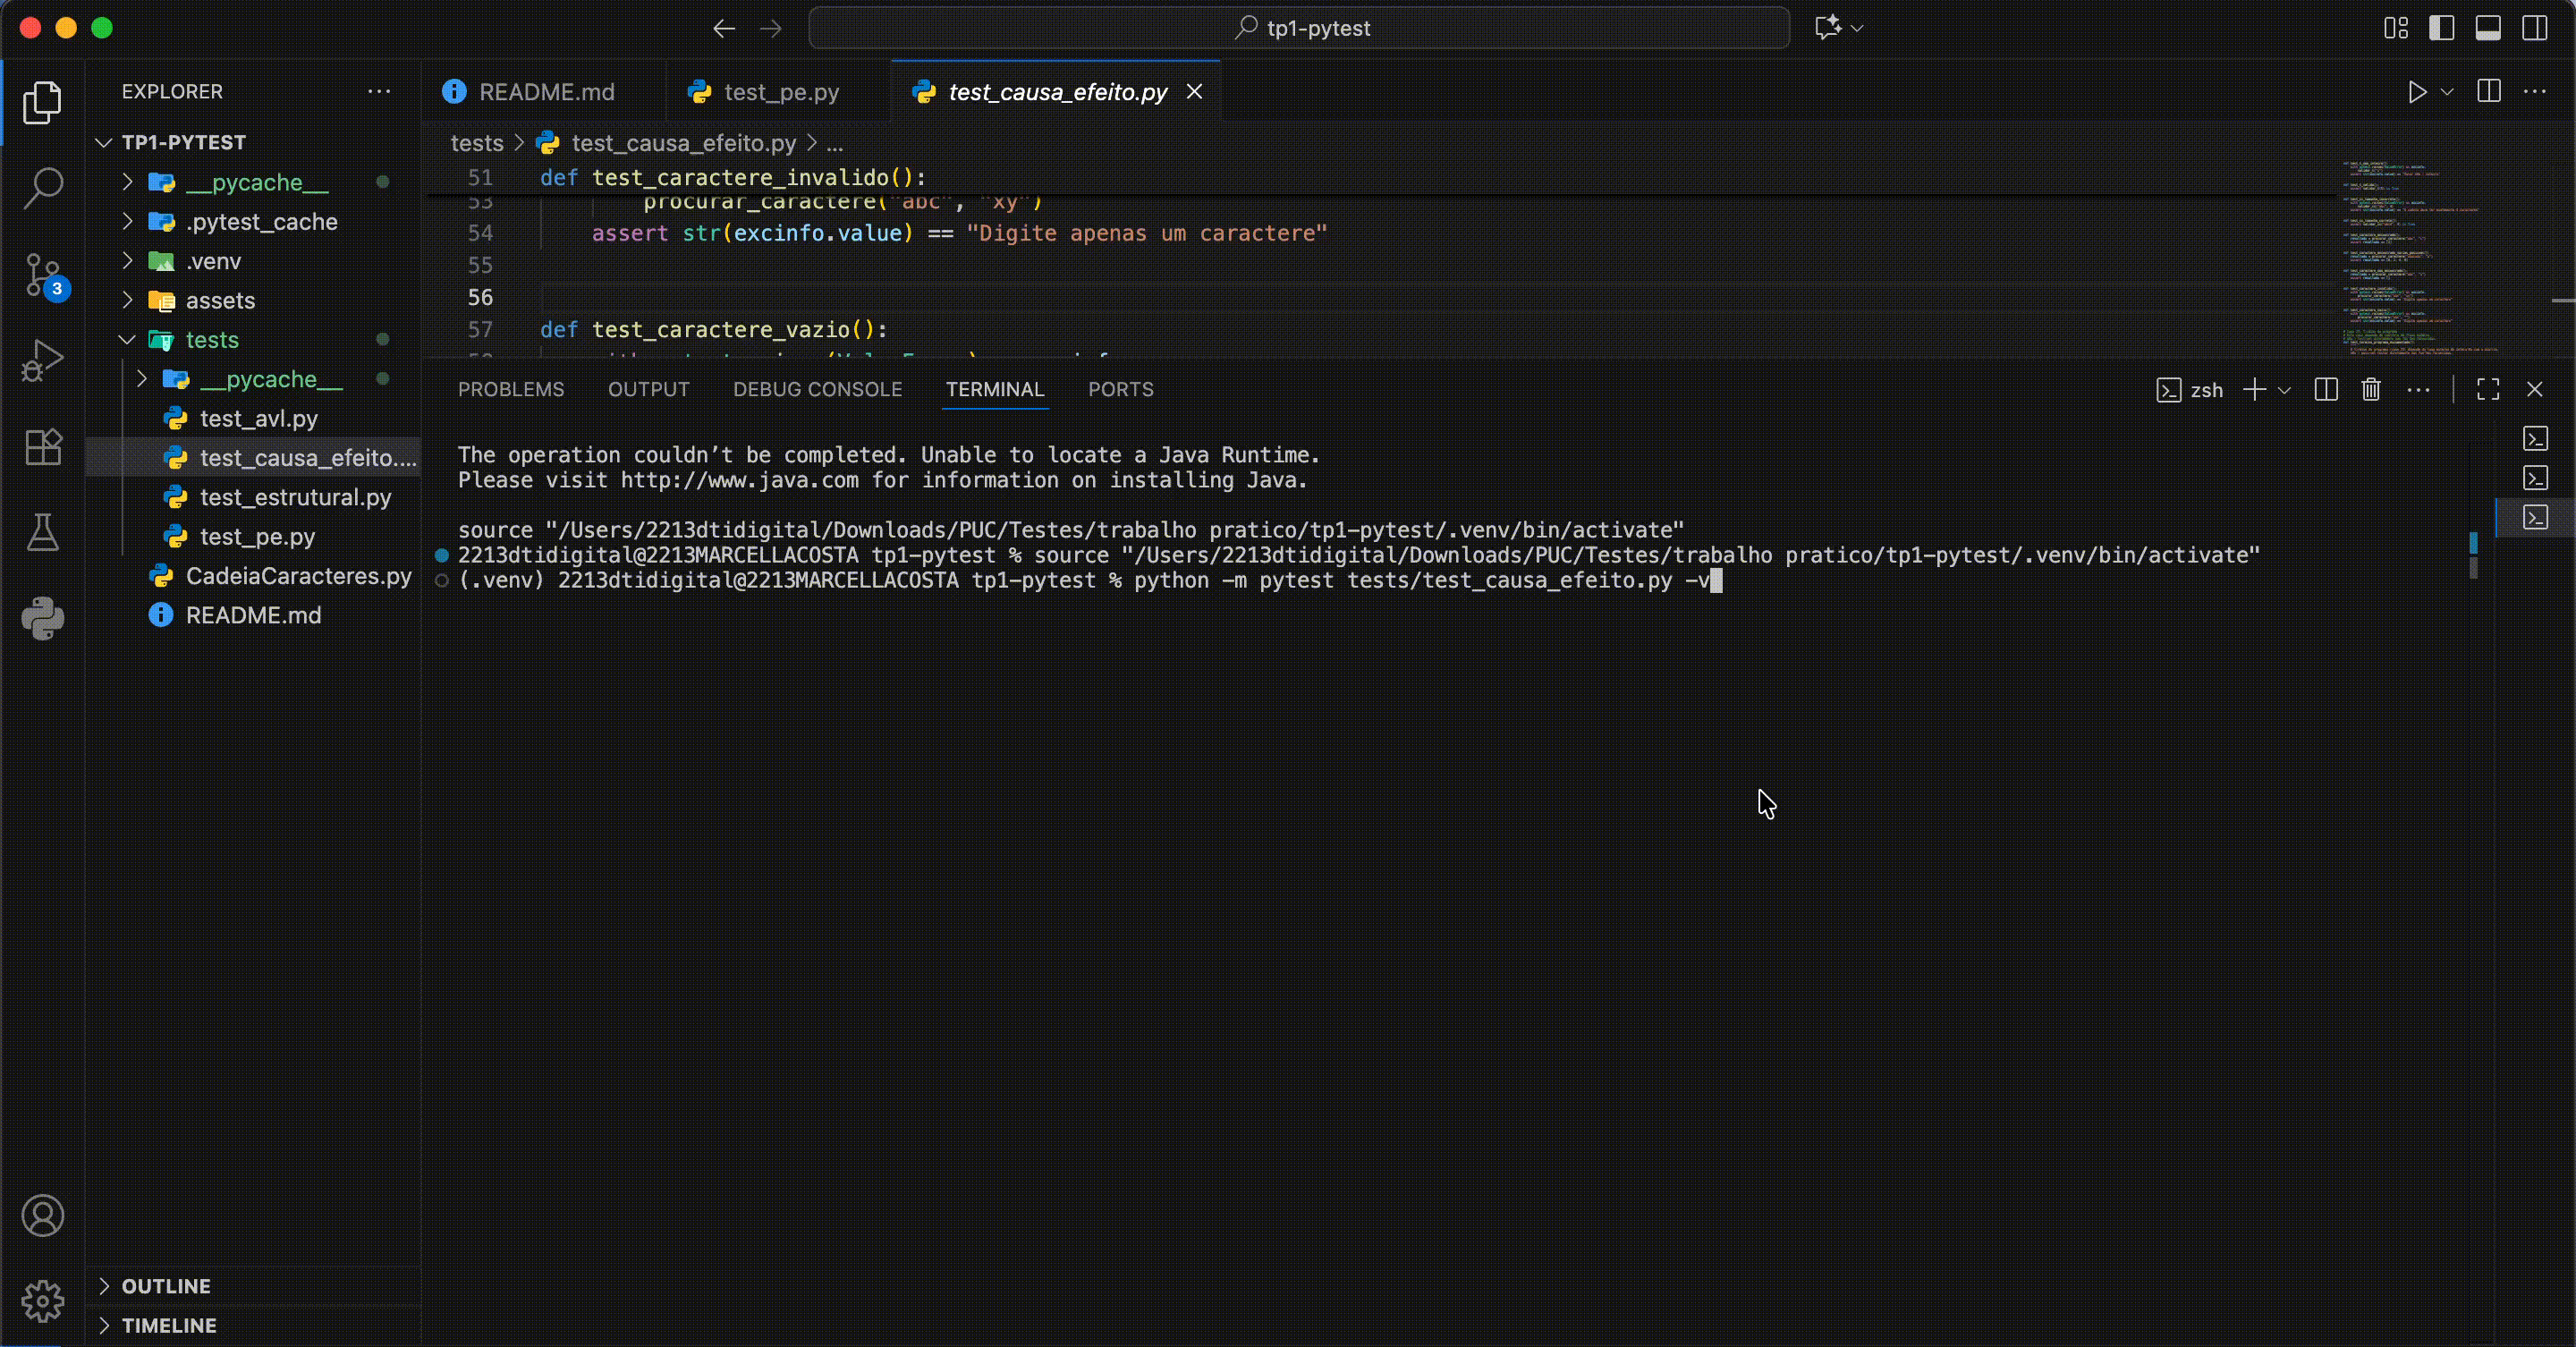 tp1-pytest
EXPLORER
README.md
test_pe.py
test_causa_efeito.py
TP1-PYTEST
tests > test_causa_efeito.py > ...
__pycache__
.pytest_cache
.venv
assets
tests
__pycache__
test_avl.py
test_causa_efeito....
test_estrutural.py
test_pe.py
CadeiaCaracteres.py
README.md
3
51 def test_caractere_invalido():
53 procurar_caractere("abc", "xy")
54 assert str(excinfo.value) == "Digite apenas um caractere"
55
56
57 def test_caractere_vazio():
PROBLEMS OUTPUT DEBUG CONSOLE TERMINAL PORTS
zsh
The operation couldn’t be completed. Unable to locate a Java Runtime.
Please visit http://www.java.com for information on installing Java.
source "/Users/2213dtidigital/Downloads/PUC/Testes/trabalho pratico/tp1-pytest/.venv/bin/activate"
2213dtidigital@2213MARCELLACOSTA tp1-pytest % source "/Users/2213dtidigital/Downloads/PUC/Testes/trabalho pratico/tp1-pytest/.venv/bin/activate"
(.venv) 2213dtidigital@2213MARCELLACOSTA tp1-pytest % python -m pytest tests/test_causa_efeito.py -v
OUTLINE
TIMELINE